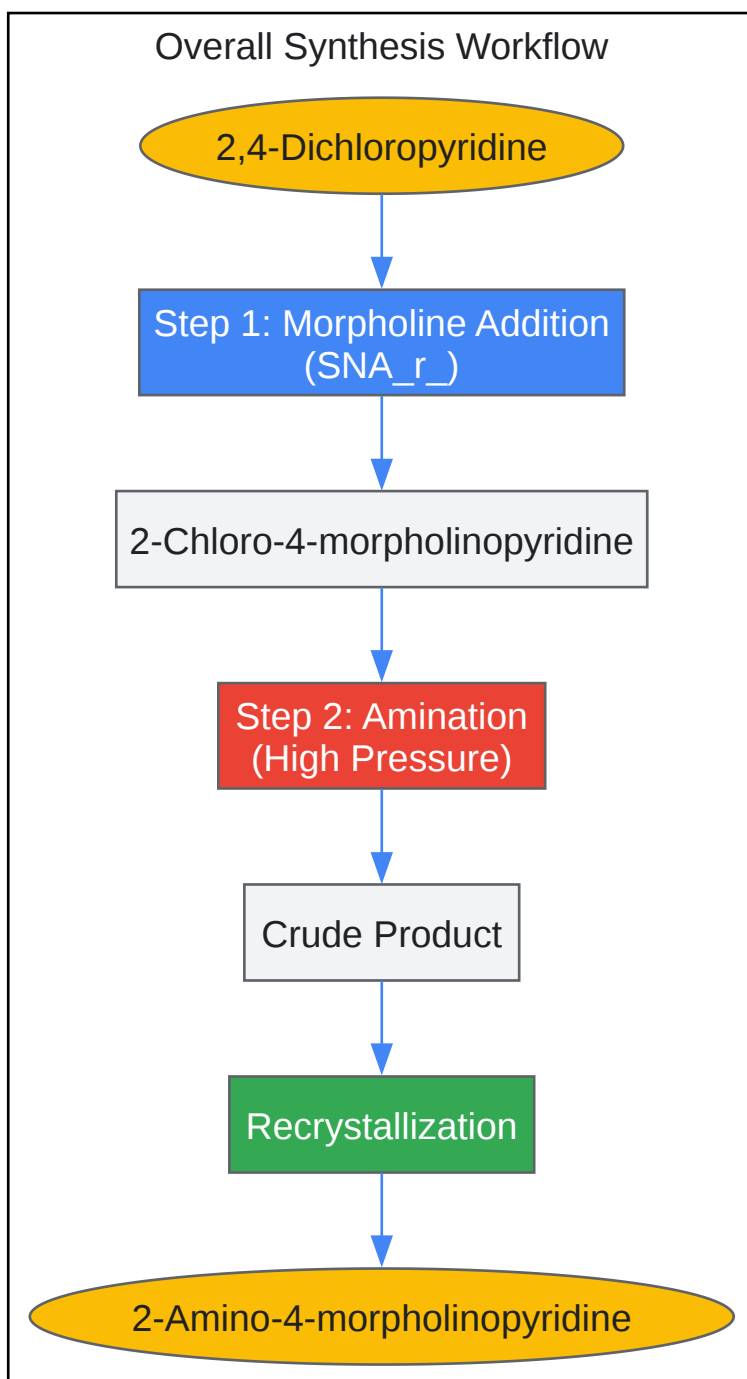 Overall Synthesis Workflow
2,4-Dichloropyridine
Step 1: Morpholine Addition
(SNA_r_)
2-Chloro-4-morpholinopyridine
Step 2: Amination
(High Pressure)
Crude Product
Recrystallization
2-Amino-4-morpholinopyridine